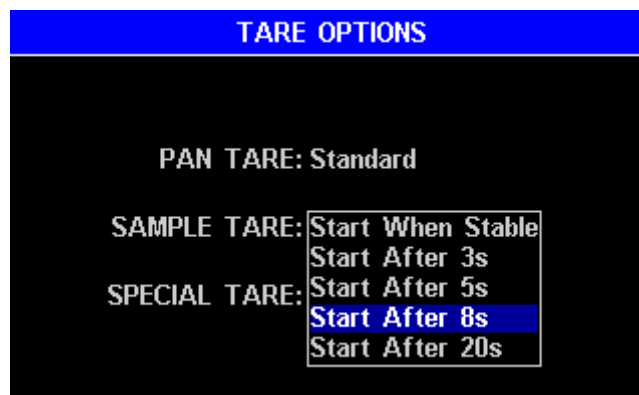 TARE OPTIONS
PAN TARE: Standard
SAMPLE TARE: Start When Stable
Start After 3s
SPECIAL TARE: Start After 5s
Start After 8s
Start After 20s